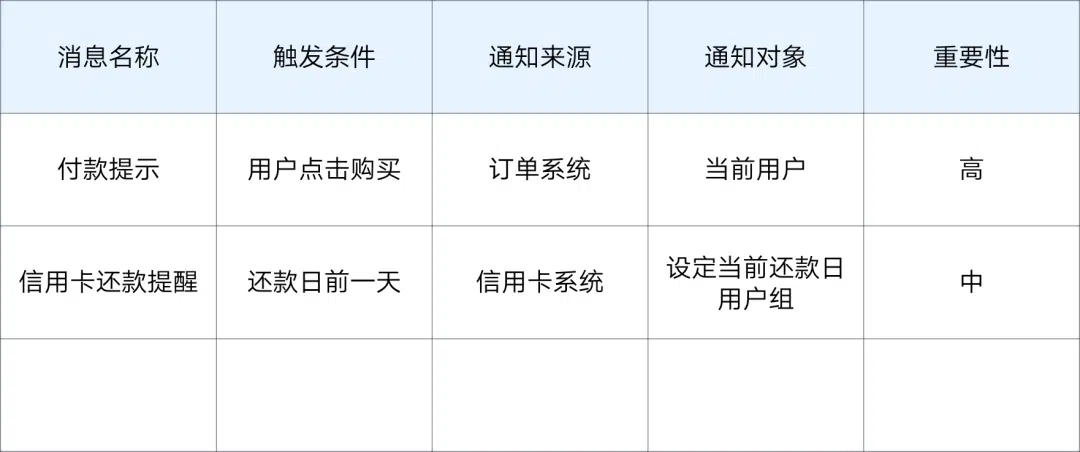 消息名称 触发条件 通知来源 通知对象 重要性
付款提示 用户点击购买 订单系统 当前用户 高
信用卡还款提醒 还款日前一天 信用卡系统 设定当前还款日 中
用户组